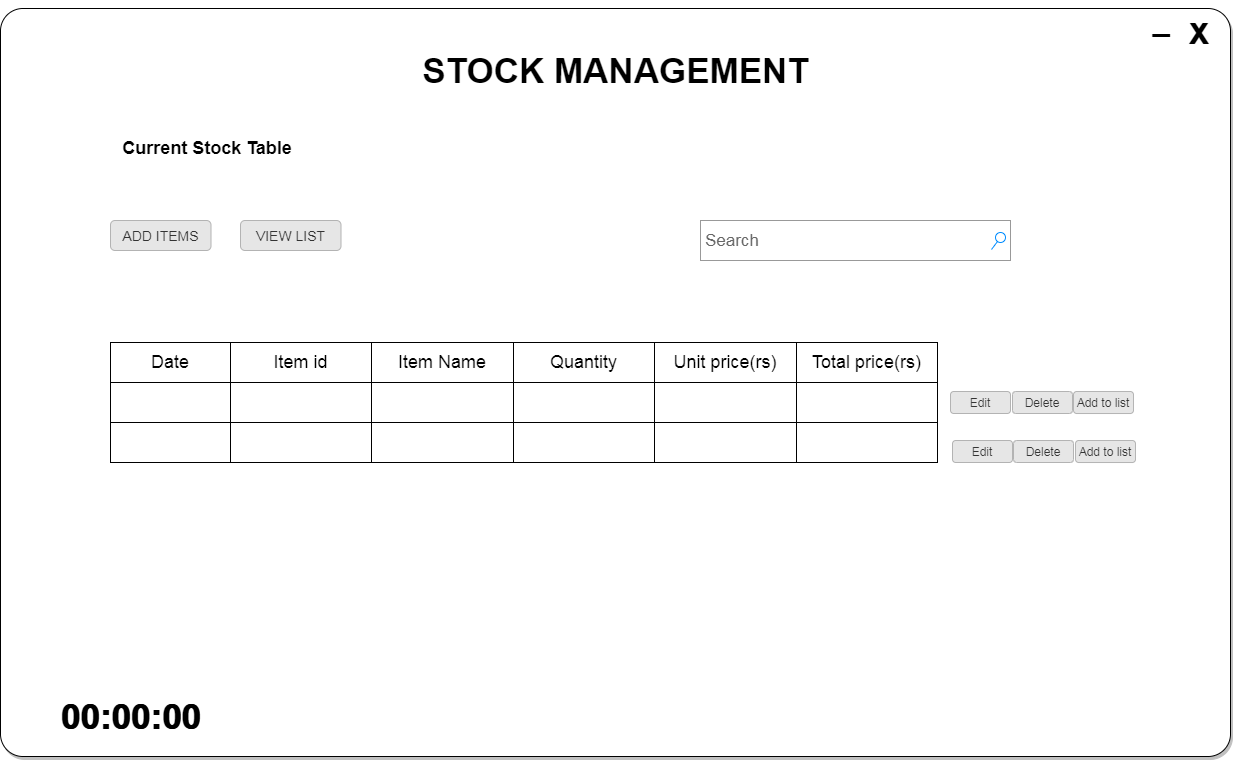 – X
STOCK MANAGEMENT
Current Stock Table
ADD ITEMS VIEW LIST Search
Date Item id Item Name Quantity Unit price(rs) Total price(rs)
Edit Delete Add to list
Edit Delete Add to list
00:00:00